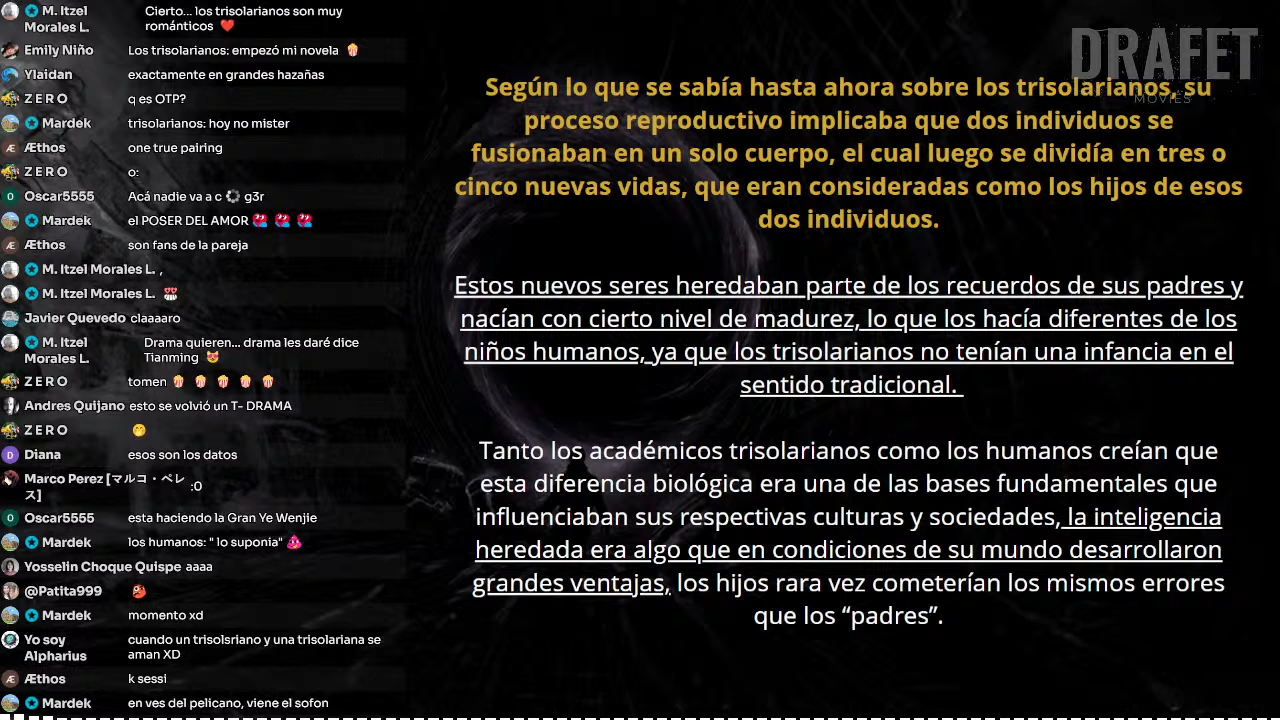 M. Itzel Morales L. Cierto... los trisolarianos son muy románticos ❤️
Emily Niño Los trisolarianos: empezó mi novela 🍿
Ylaidan exactamente en grandes hazañas
Z E R O q es OTP?
Mardek trisolarianos: hoy no mister
Æthos one true pairing
Z E R O o:
Oscar5555 Acá nadie va a c g3r
Mardek el POSER DEL AMOR
Æthos son fans de la pareja
M. Itzel Morales L. ,
M. Itzel Morales L.
Javier Quevedo claaaaro
M. Itzel Morales L. Drama quieren... drama les daré dice Tianming 😻
Z E R O tomen 🍿 🍿 🍿 🍿 🍿
Andres Quijano esto se volvió un T- DRAMA
Z E R O 🤭
D Diana esos son los datos
Marco Perez [マルコ・ペレス] :0
Oscar5555 esta haciendo la Gran Ye Wenjie
Mardek los humanos: " lo suponia"
Yosselin Choque Quispe aaaa
@Patita999
Mardek momento xd
Yo soy Alpharius cuando un trisolsriano y una trisolariana se aman XD
Æthos k sessi
Mardek en ves del pelicano, viene el sofon
DRAFET
MOVIES
Según lo que se sabía hasta ahora sobre los trisolarianos, su
proceso reproductivo implicaba que dos individuos se
fusionaban en un solo cuerpo, el cual luego se dividía en tres o
cinco nuevas vidas, que eran consideradas como los hijos de esos
dos individuos.
Estos nuevos seres heredaban parte de los recuerdos de sus padres y
nacían con cierto nivel de madurez, lo que los hacía diferentes de los
niños humanos, ya que los trisolarianos no tenían una infancia en el
sentido tradicional.
Tanto los académicos trisolarianos como los humanos creían que
esta diferencia biológica era una de las bases fundamentales que
influenciaban sus respectivas culturas y sociedades, la inteligencia
heredada era algo que en condiciones de su mundo desarrollaron
grandes ventajas, los hijos rara vez cometerían los mismos errores
que los “padres”.